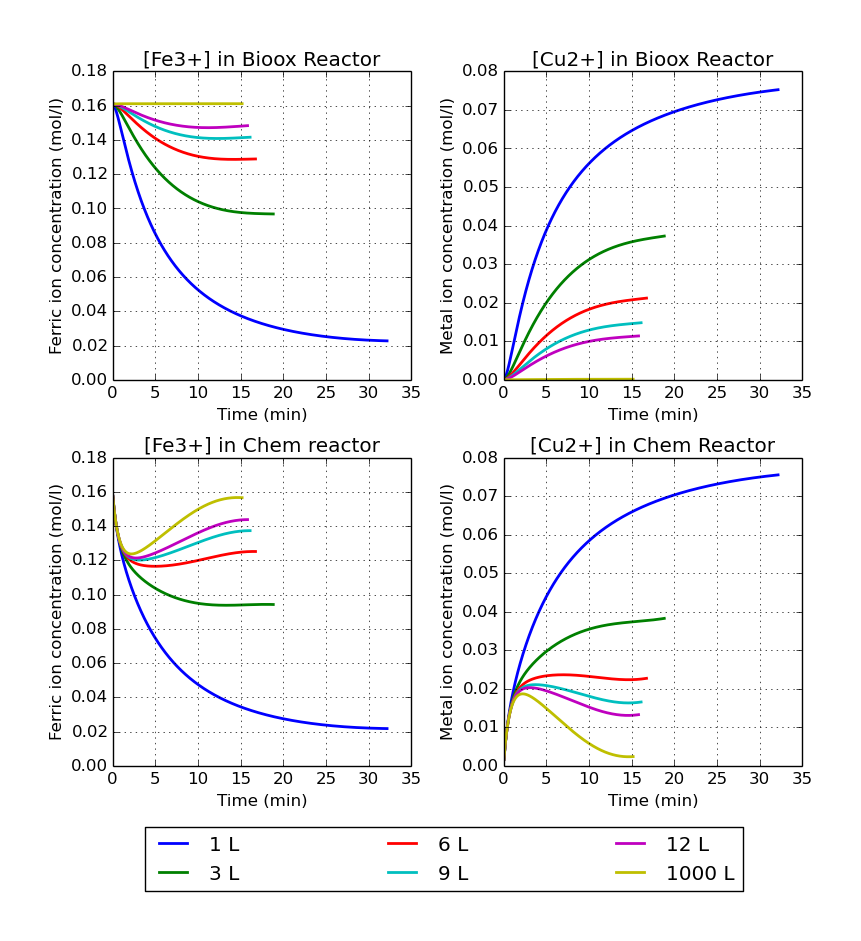 [Fe3+] in Bioox Reactor
0.18
0.16
0.14
0.12
0.10
0.08
0.06
0.04
0.02
0.00
Ferric ion concentration (mol/l)
0 5 10 15 20 25 30 35
Time (min)
[Cu2+] in Bioox Reactor
0.08
0.07
0.06
0.05
0.04
0.03
0.02
0.01
0.00
Metal ion concentration (mol/l)
0 5 10 15 20 25 30 35
Time (min)
[Fe3+] in Chem reactor
0.18
0.16
0.14
0.12
0.10
0.08
0.06
0.04
0.02
0.00
Ferric ion concentration (mol/l)
0 5 10 15 20 25 30 35
Time (min)
[Cu2+] in Chem Reactor
0.08
0.07
0.06
0.05
0.04
0.03
0.02
0.01
0.00
Metal ion concentration (mol/l)
0 5 10 15 20 25 30 35
Time (min)
1 L 6 L 12 L
3 L 9 L 1000 L